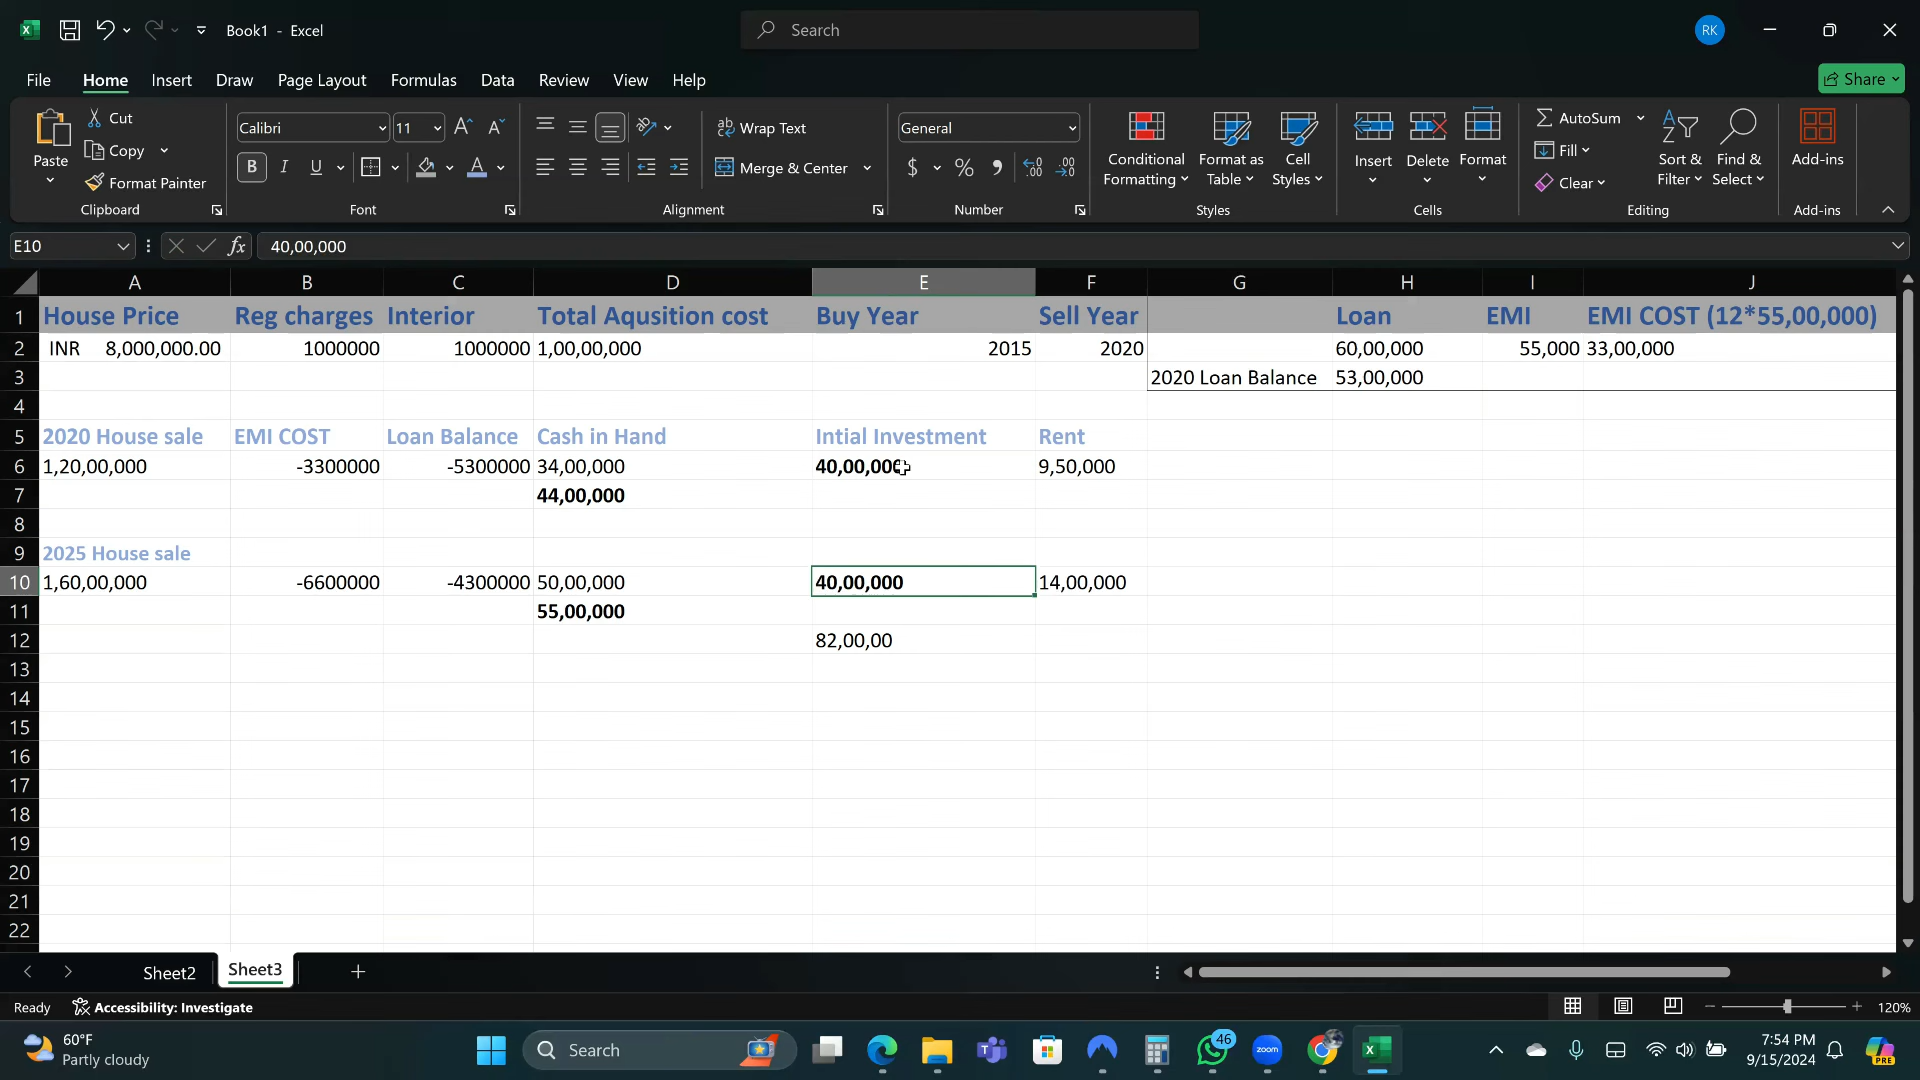 Book1 - Excel
Search
RK
File Home Insert Draw Page Layout Formulas Data Review View Help
Share
Paste
Cut
Copy
Format Painter
Clipboard
Calibri 11
B I U
Font
Wrap Text
Merge & Center
Alignment
General
$ % ,
Number
Conditional Formatting
Format as Table
Cell Styles
Styles
Insert
Delete
Format
Cells
AutoSum
Fill
Clear
Sort & Filter
Find & Select
Editing
Add-ins
Add-ins
E10 fx 40,00,000
A B C D E F G H I J
1 House Price Reg charges Interior Total Aqusition cost Buy Year Sell Year Loan EMI EMI COST (12*55,00,000)
2 INR 8,000,000.00 1000000 1000000 1,00,00,000 2015 2020 60,00,000 55,000 33,00,000
3 2020 Loan Balance 53,00,000
4
5 2020 House sale EMI COST Loan Balance Cash in Hand Intial Investment Rent
6 1,20,00,000 -3300000 -5300000 34,00,000 40,00,000 9,50,000
7 44,00,000
8
9 2025 House sale
10 1,60,00,000 -6600000 -4300000 50,00,000 40,00,000 14,00,000
11 55,00,000
12 82,00,00
13
14
15
16
17
18
19
20
21
22
Sheet2 Sheet3
Ready Accessibility: Investigate 120%
60°F
Partly cloudy
Search
46
zoom
7:54 PM
9/15/2024
PRE